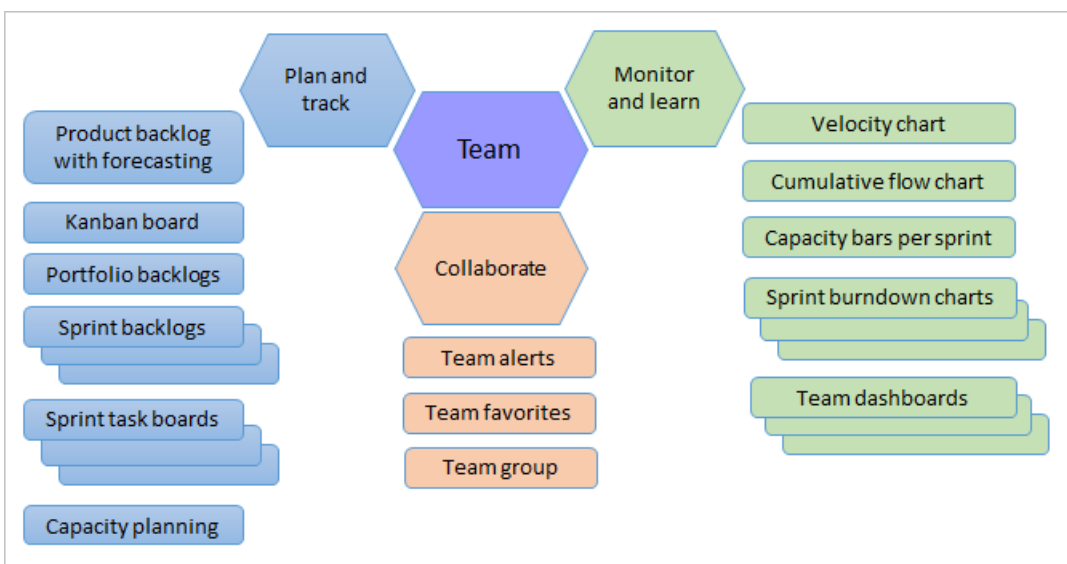 Plan and
track
Monitor
and learn
Team
Collaborate
Product backlog
with forecasting
Kanban board
Portfolio backlogs
Sprint backlogs
Sprint task boards
Capacity planning
Team alerts
Team favorites
Team group
Velocity chart
Cumulative flow chart
Capacity bars per sprint
Sprint burndown charts
Team dashboards